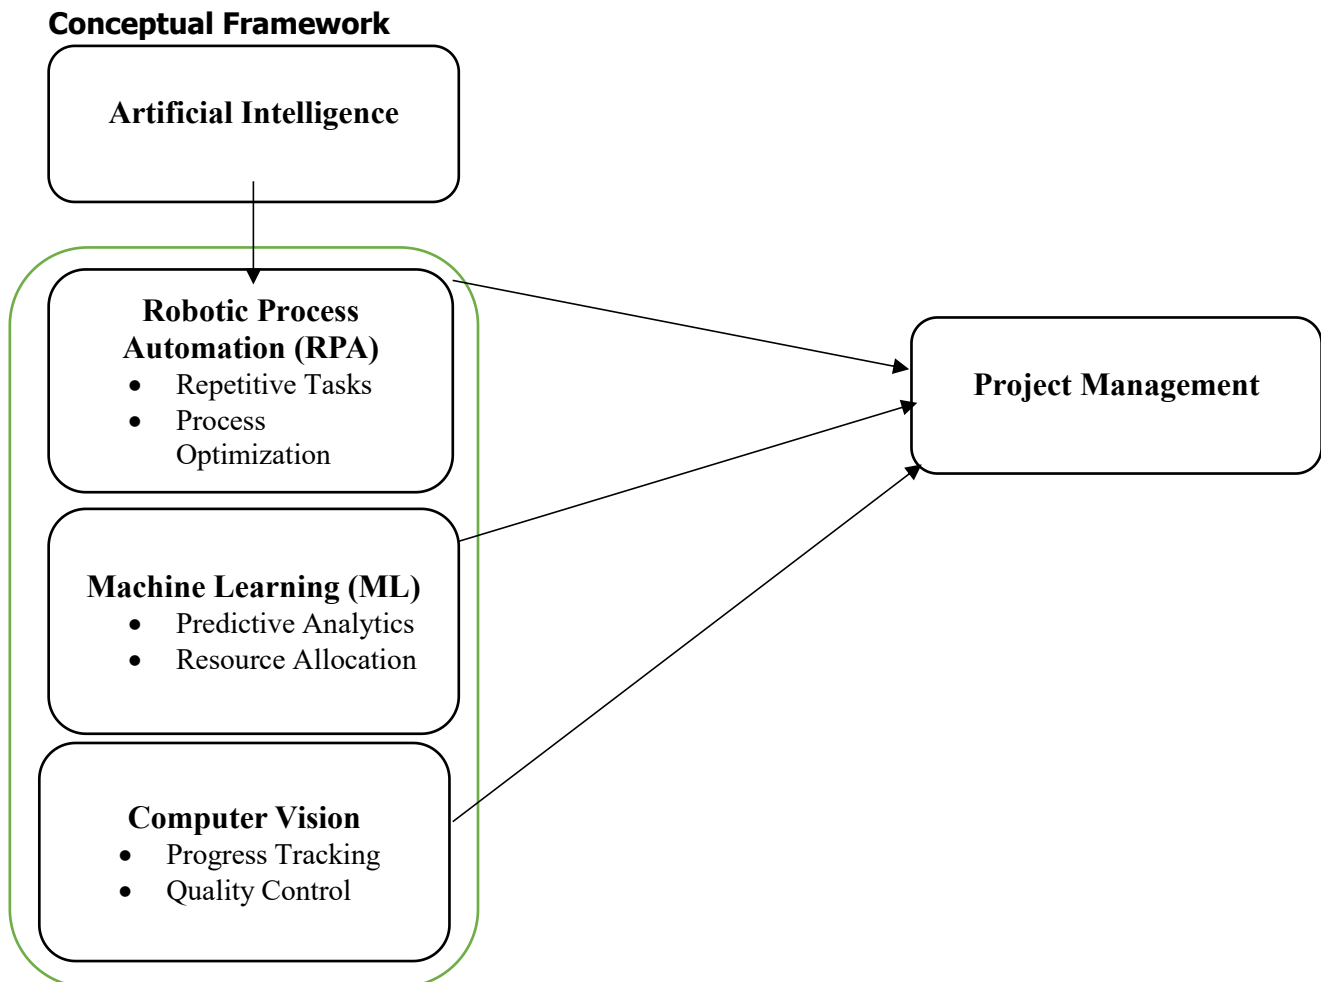 Conceptual Framework
Artificial Intelligence
Robotic Process
Automation (RPA)
• Repetitive Tasks
• Process
Optimization
Project Management
Machine Learning (ML)
• Predictive Analytics
• Resource Allocation
Computer Vision
• Progress Tracking
• Quality Control